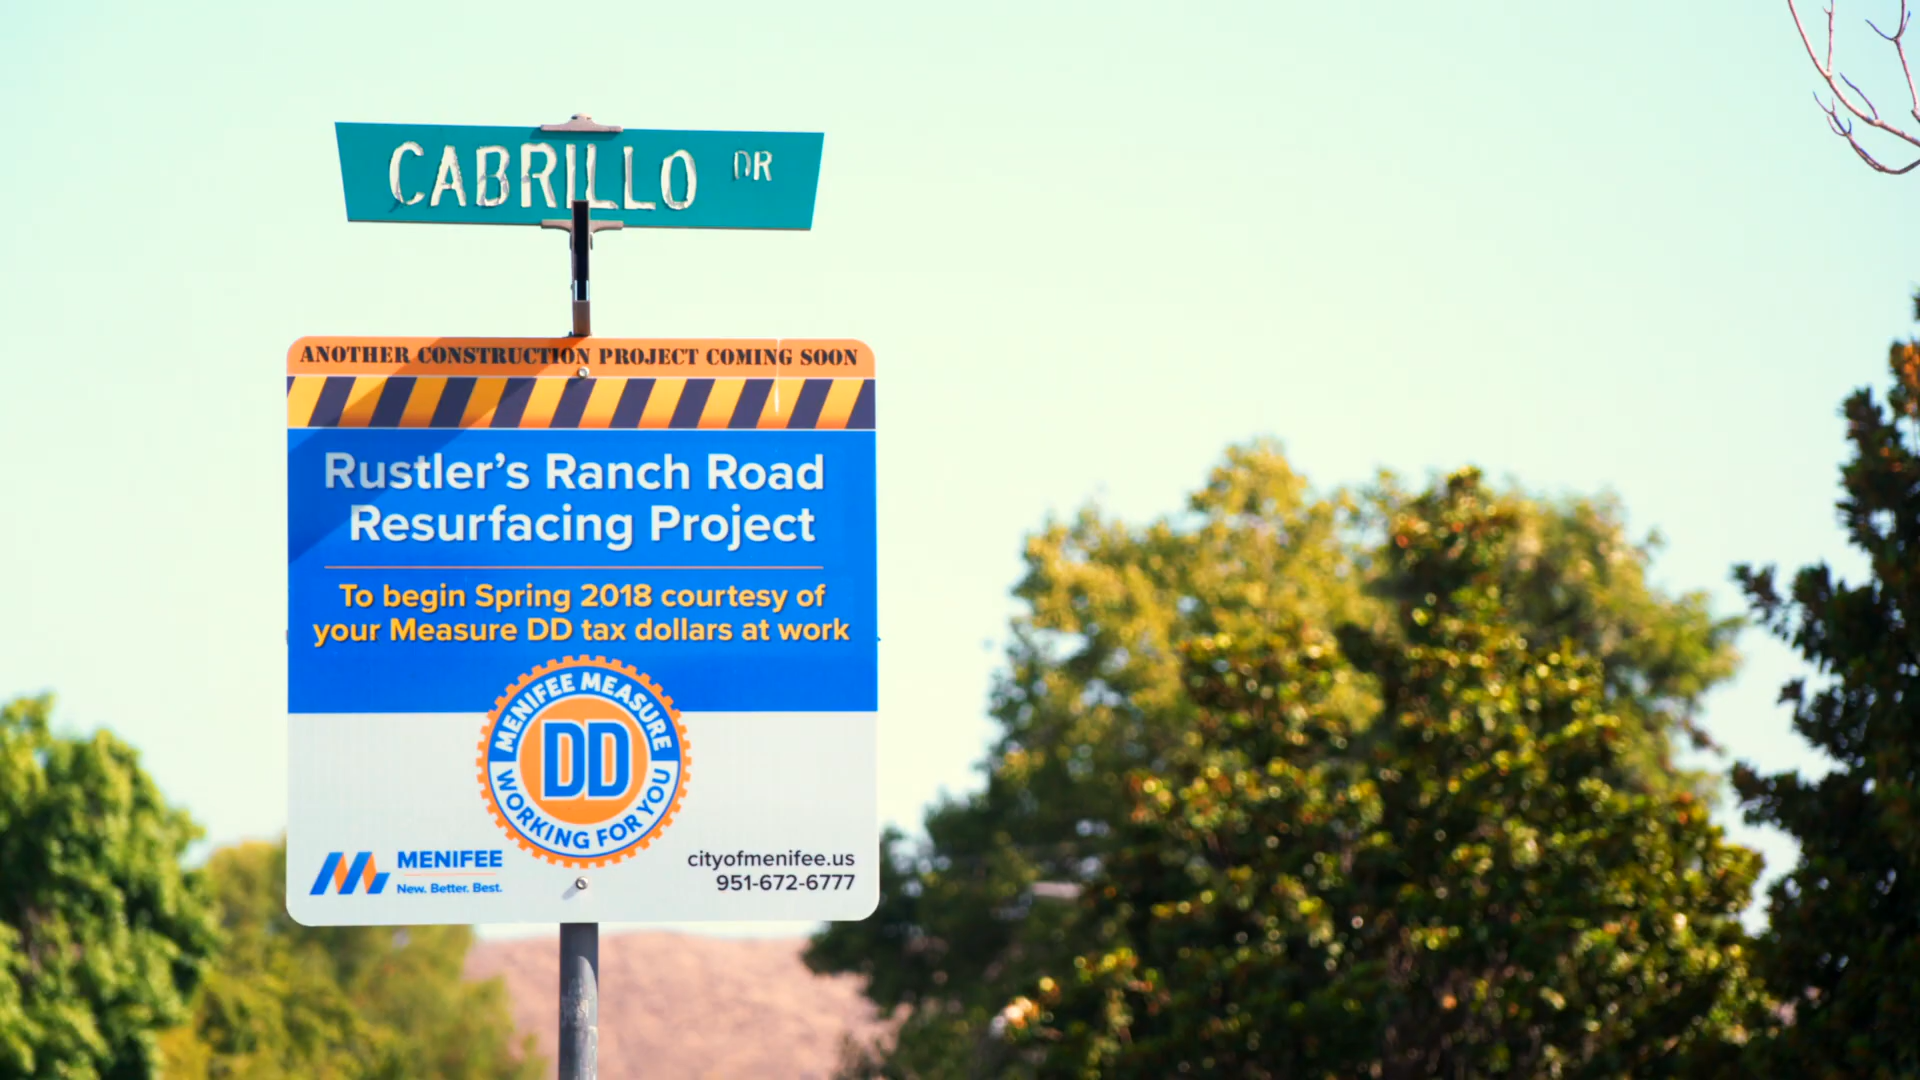 CABRILLO DR
ANOTHER CONSTRUCTION PROJECT COMING SOON
Rustler's Ranch Road
Resurfacing Project
To begin Spring 2018 courtesy of
your Measure DD tax dollars at work
MENIFEE MEASURE
DD
WORKING FOR YOU
MENIFEE
New. Better. Best.
cityofmenifee.us
951-672-6777